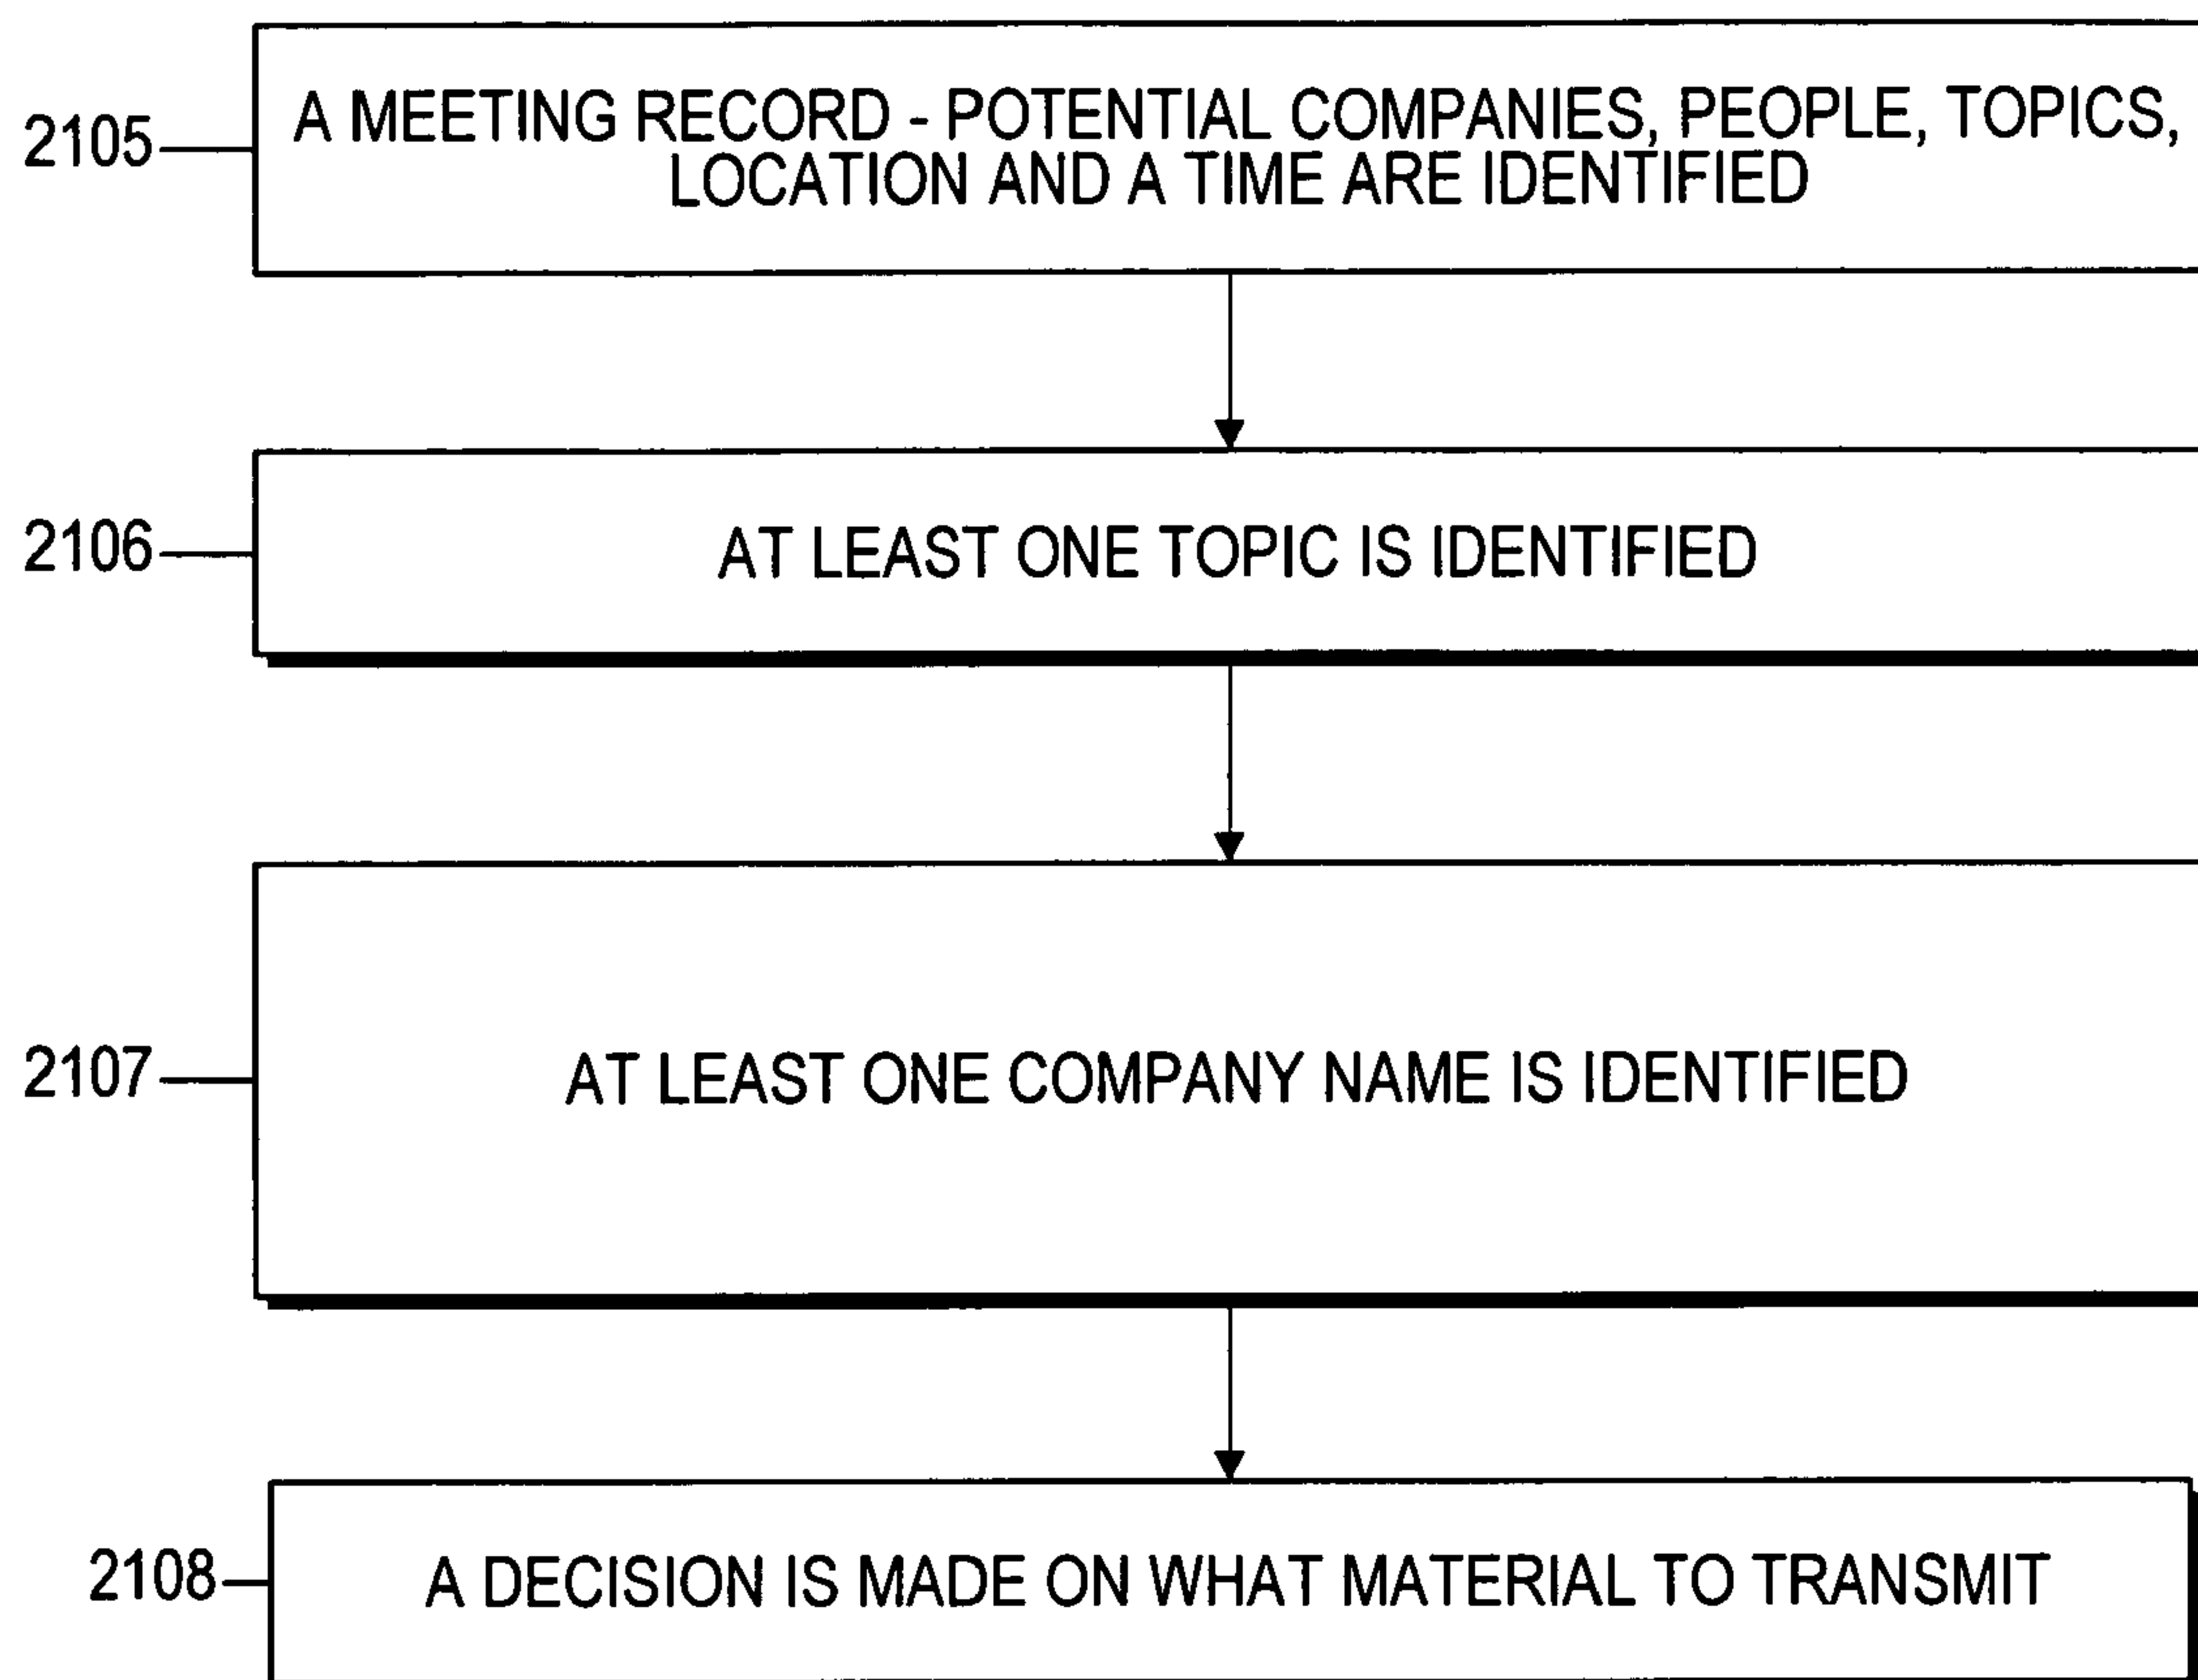 2105
A MEETING RECORD - POTENTIAL COMPANIES, PEOPLE, TOPICS,
LOCATION AND A TIME ARE IDENTIFIED
2106
AT LEAST ONE TOPIC IS IDENTIFIED
2107
AT LEAST ONE COMPANY NAME IS IDENTIFIED
2108
A DECISION IS MADE ON WHAT MATERIAL TO TRANSMIT